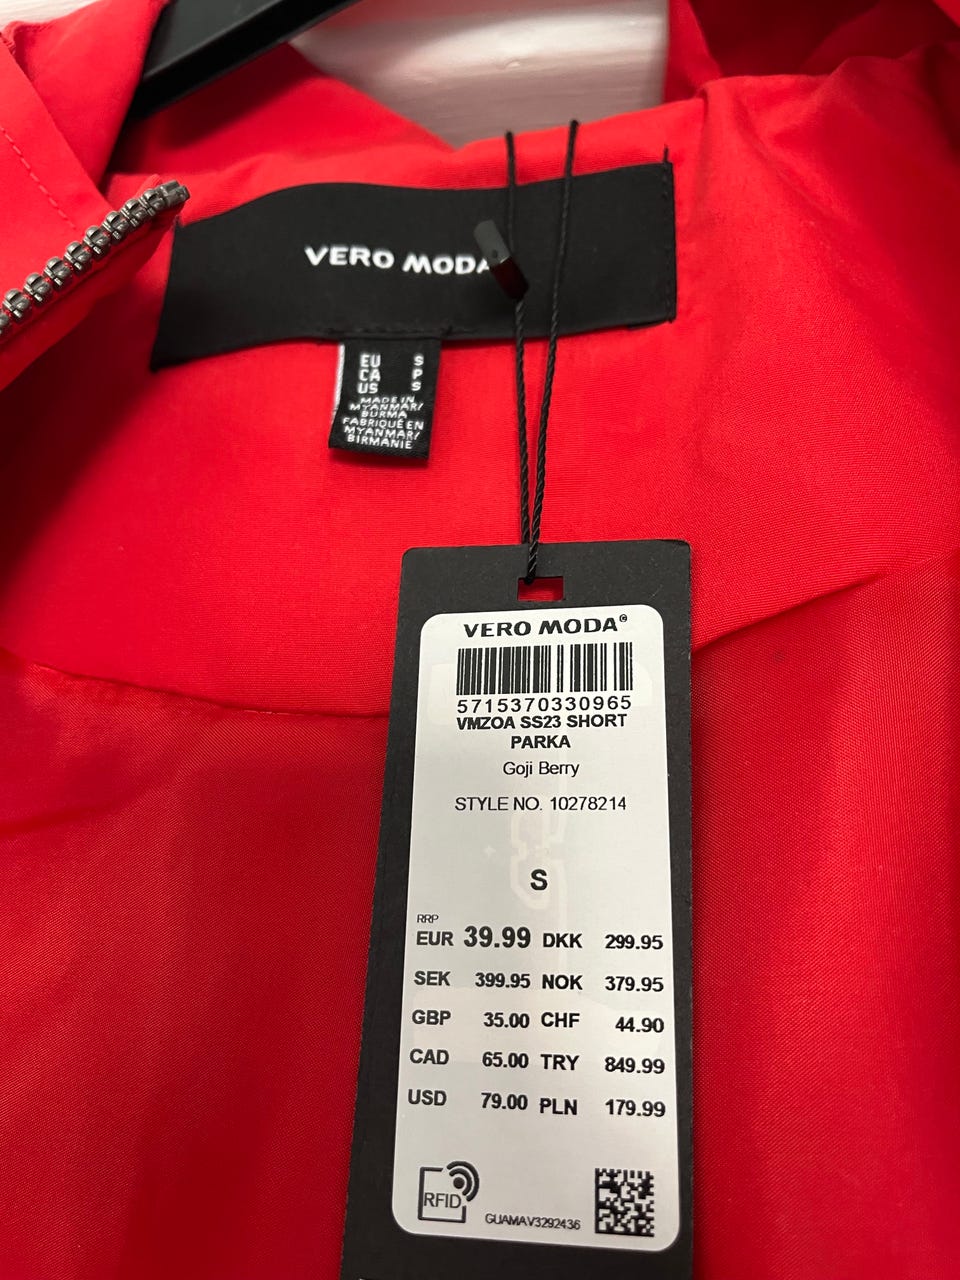 VERO MODA
EU S
CA P
US S
MADE IN
MYANMAR/
BURMA
FABRIQUÉ EN
MYANMAR/
BIRMANIE
VERO MODA©
5715370330965
VMZOA SS23 SHORT
PARKA
Goji Berry
STYLE NO. 10278214
S
RRP
EUR 39.99 DKK 299.95
SEK 399.95 NOK 379.95
GBP 35.00 CHF 44.90
CAD 65.00 TRY 849.99
USD 79.00 PLN 179.99
RFID
GUAMAV3292436